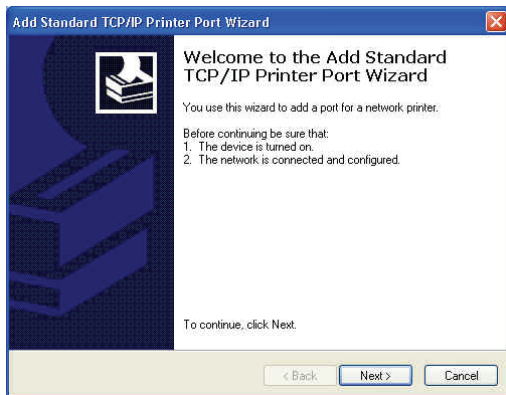 Add Standard TCP/IP Printer Port Wizard
Welcome to the Add Standard
TCP/IP Printer Port Wizard
You use this wizard to add a port for a network printer.
Before continuing be sure that:
1. The device is turned on.
2. The network is connected and configured.
To continue, click Next.
< Back
Next >
Cancel